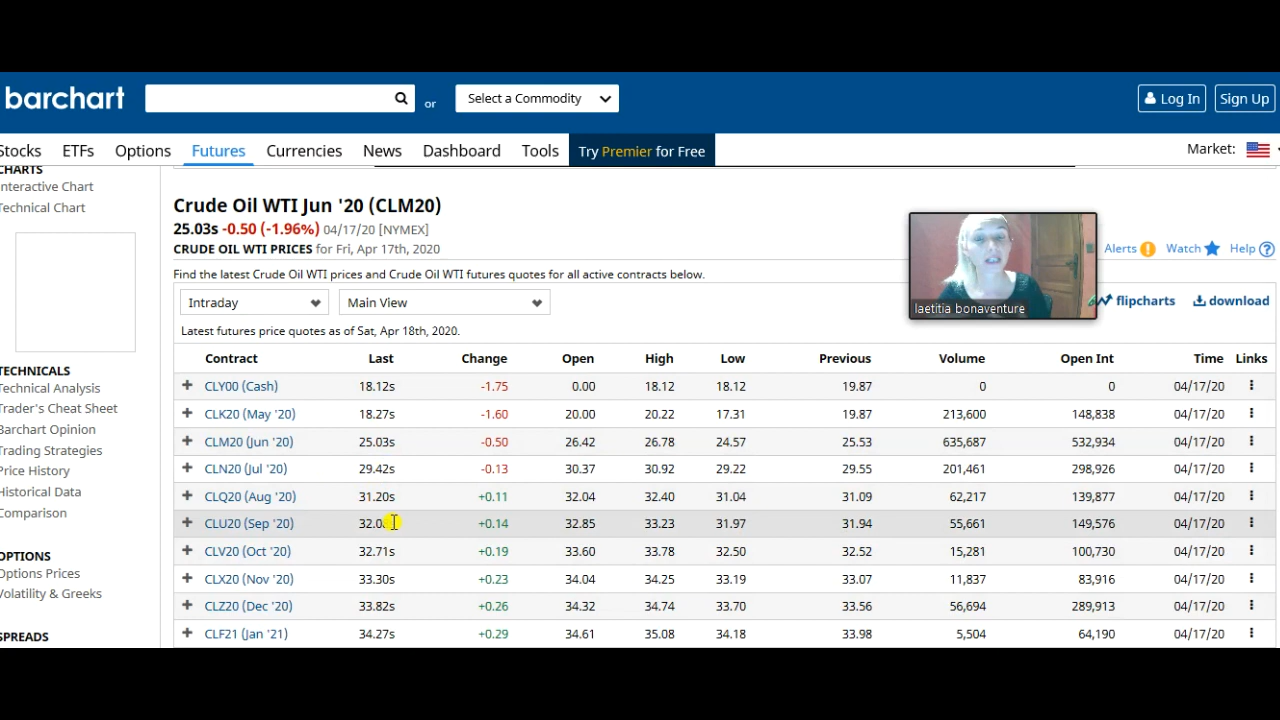 barchart
or
Select a Commodity
Log In
Sign Up
Stocks ETFs Options Futures Currencies News Dashboard Tools Try Premier for Free
Market:
CHARTS
Interactive Chart
Technical Chart
TECHNICALS
Technical Analysis
Trader's Cheat Sheet
Barchart Opinion
Trading Strategies
Price History
Historical Data
Comparison
OPTIONS
Options Prices
Volatility & Greeks
SPREADS
Crude Oil WTI Jun '20 (CLM20)
25.03s -0.50 (-1.96%) 04/17/20 [NYMEX]
CRUDE OIL WTI PRICES for Fri, Apr 17th, 2020
Alerts Watch Help
Find the latest Crude Oil WTI prices and Crude Oil WTI futures quotes for all active contracts below.
Intraday Main View
laetitia bonaventure
flipcharts download
Latest futures price quotes as of Sat, Apr 18th, 2020.
Contract Last Change Open High Low Previous Volume Open Int Time Links
CLY00 (Cash) 18.12s -1.75 0.00 18.12 18.12 19.87 0 0 04/17/20
CLK20 (May '20) 18.27s -1.60 20.00 20.22 17.31 19.87 213,600 148,838 04/17/20
CLM20 (Jun '20) 25.03s -0.50 26.42 26.78 24.57 25.53 635,687 532,934 04/17/20
CLN20 (Jul '20) 29.42s -0.13 30.37 30.92 29.22 29.55 201,461 298,926 04/17/20
CLQ20 (Aug '20) 31.20s +0.11 32.04 32.40 31.04 31.09 62,217 139,877 04/17/20
CLU20 (Sep '20) +0.14 32.85 33.23 31.97 31.94 55,661 149,576 04/17/20
CLV20 (Oct '20) 32.71s +0.19 33.60 33.78 32.50 32.52 15,281 100,730 04/17/20
CLX20 (Nov '20) 33.30s +0.23 34.04 34.25 33.19 33.07 11,837 83,916 04/17/20
CLZ20 (Dec '20) 33.82s +0.26 34.32 34.74 33.70 33.56 56,694 289,913 04/17/20
CLF21 (Jan '21) 34.27s +0.29 34.61 35.08 34.18 33.98 5,504 64,190 04/17/20